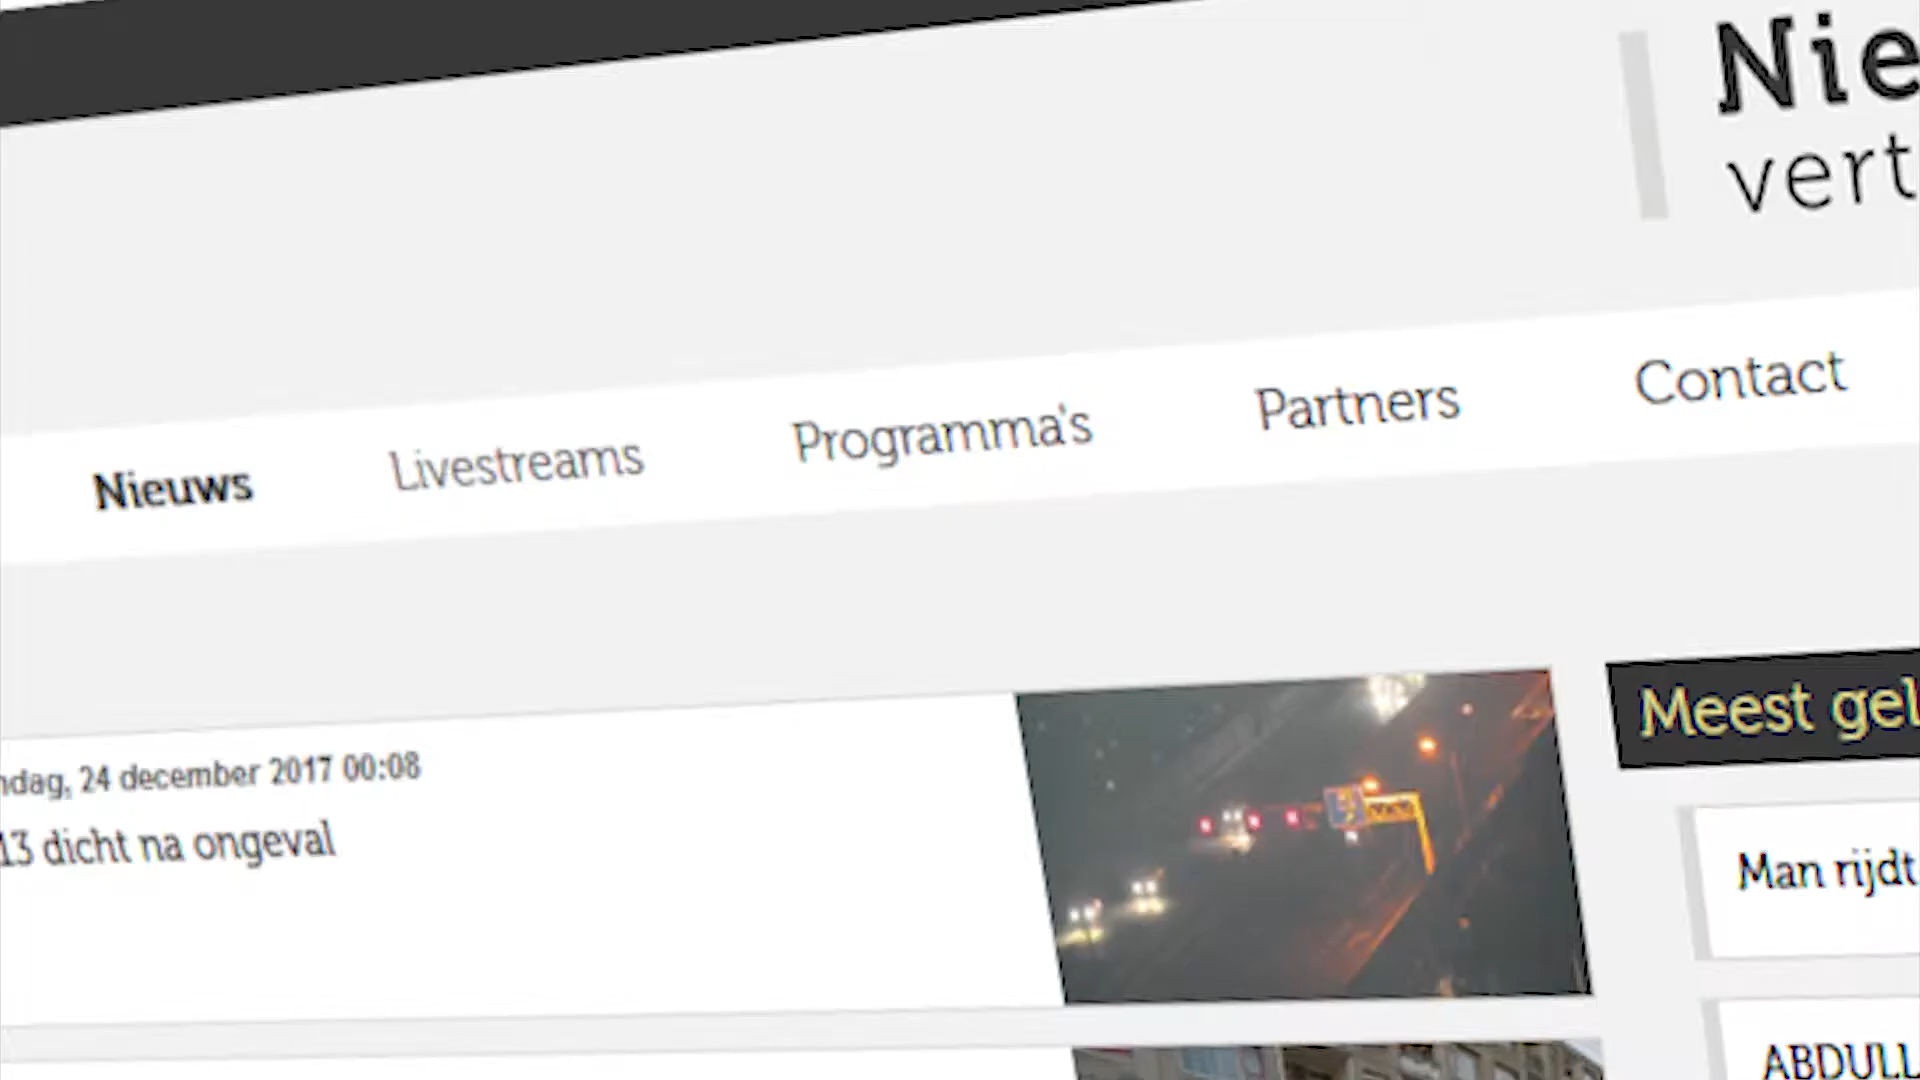 Nie
vert
Nieuws Livestreams Programma's Partners Contact
ndag, 24 december 2017 00:08
13 dicht na ongeval
Meest gel
Man rijdt
ABDULL